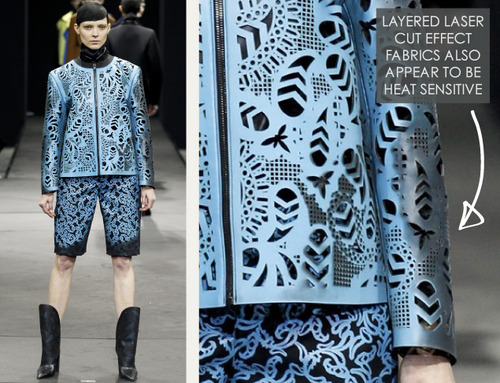 LAYERED LASER
CUT EFFECT
FABRICS ALSO
APPEAR TO BE
HEAT SENSITIVE